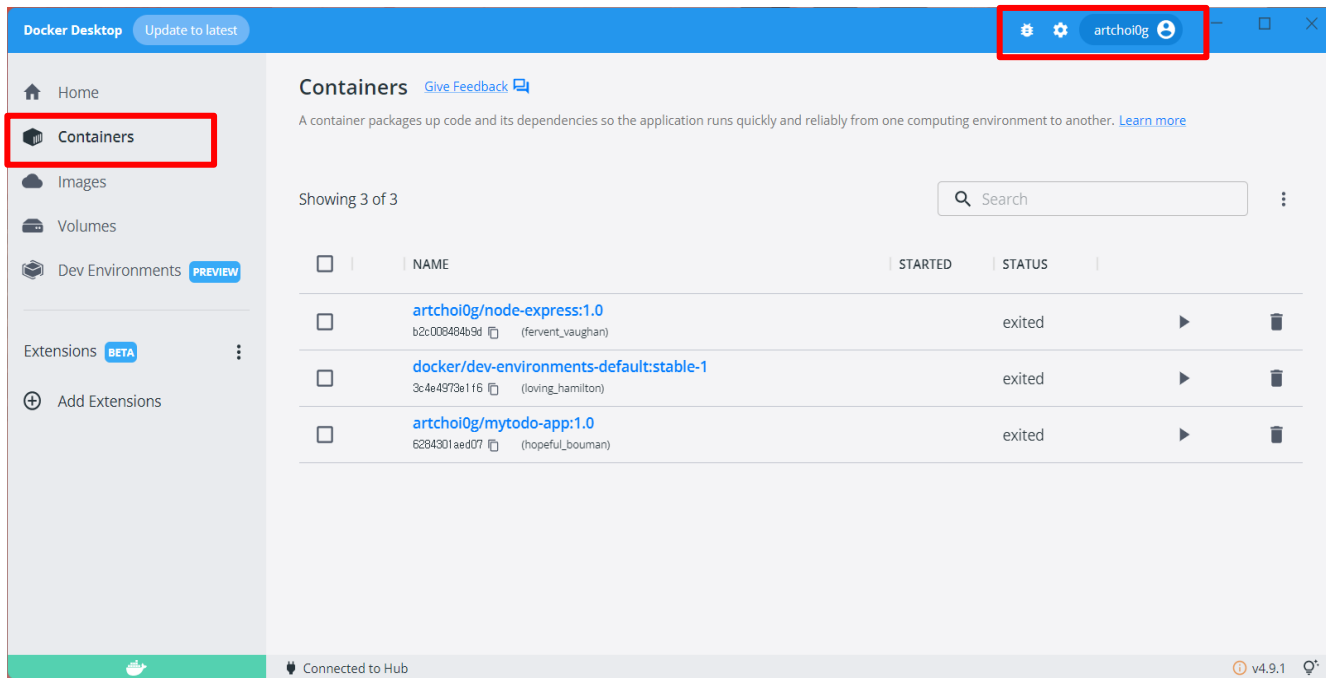 Docker Desktop Update to latest artchoi0g
Home
Containers
Images
Volumes
Dev Environments PREVIEW
Extensions BETA
Add Extensions
Containers Give Feedback
A container packages up code and its dependencies so the application runs quickly and reliably from one computing environment to another. Learn more
Showing 3 of 3 Search
NAME STARTED STATUS
artchoi0g/node-express:1.0
b2c008484b9d (fervent_vaughan) exited
docker/dev-environments-default:stable-1
3c4e4973e1f6 (loving_hamilton) exited
artchoi0g/mytodo-app:1.0
6284301aed07 (hopeful_bouman) exited
Connected to Hub v4.9.1